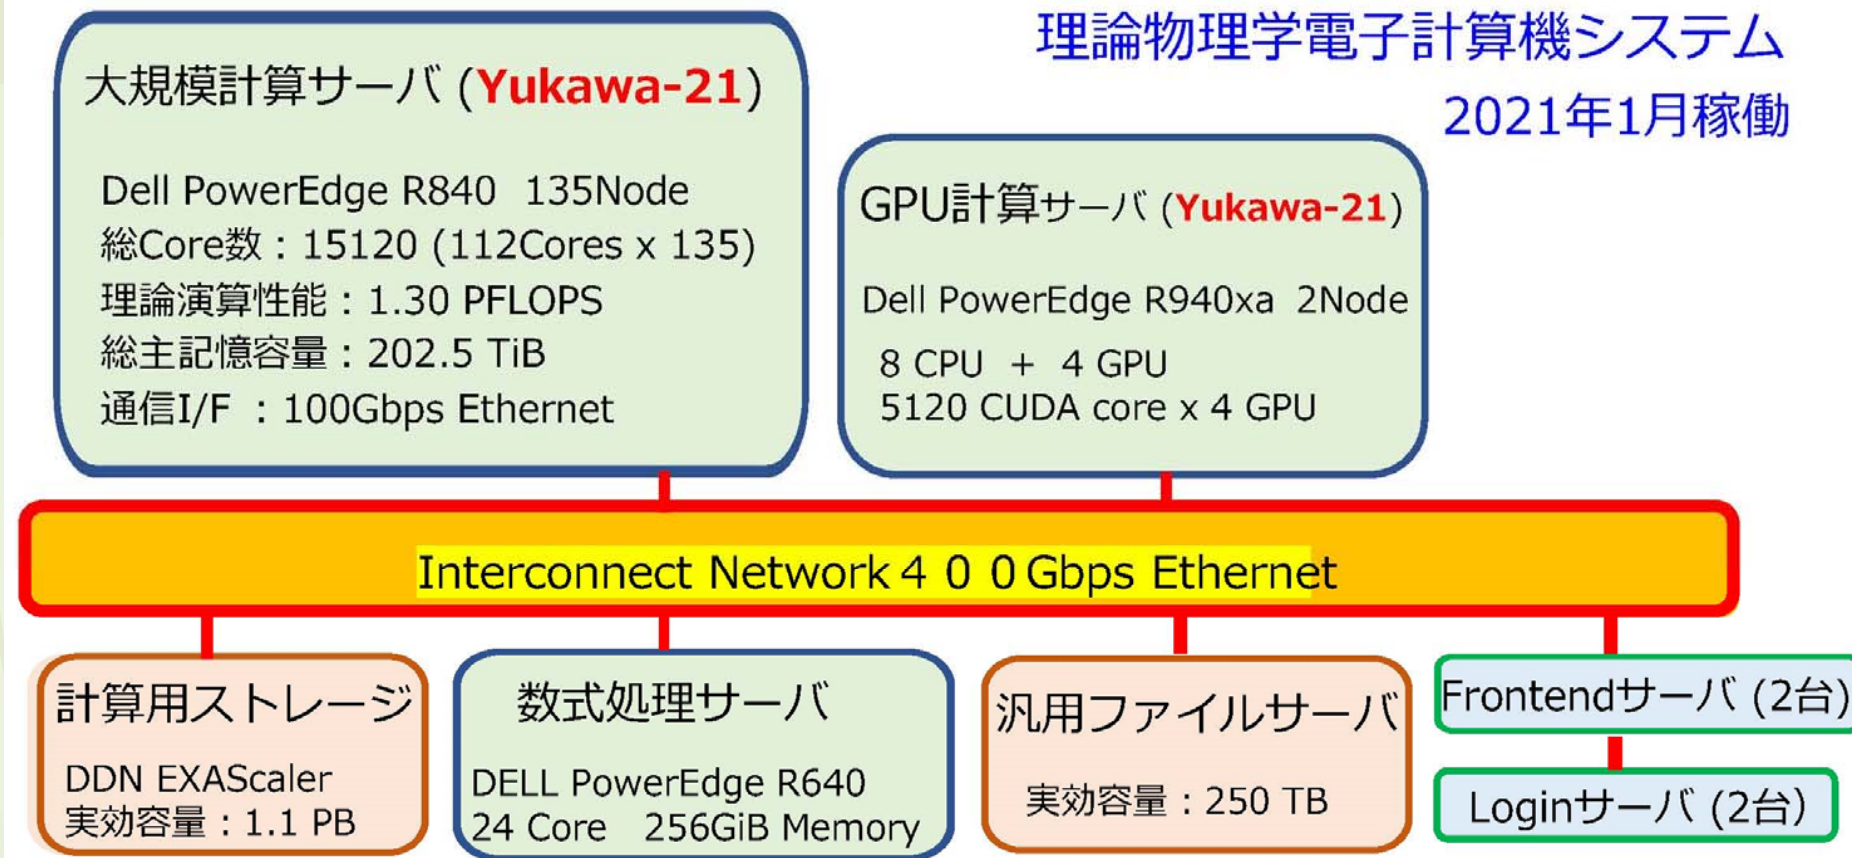 理論物理学電子計算機システム
2021年1月稼働
大規模計算サーバ (Yukawa-21)
Dell PowerEdge R840 135Node
総Core数：15120 (112Cores x 135)
理論演算性能：1.30 PFLOPS
総主記憶容量：202.5 TiB
通信I/F ：100Gbps Ethernet
GPU計算サーバ (Yukawa-21)
Dell PowerEdge R940xa 2Node
8 CPU + 4 GPU
5120 CUDA core x 4 GPU
Interconnect Network４００Gbps Ethernet
計算用ストレージ
DDN EXAScaler
実効容量：1.1 PB
数式処理サーバ
DELL PowerEdge R640
24 Core 256GiB Memory
汎用ファイルサーバ
実効容量：250 TB
Frontendサーバ (2台)
Loginサーバ (2台)